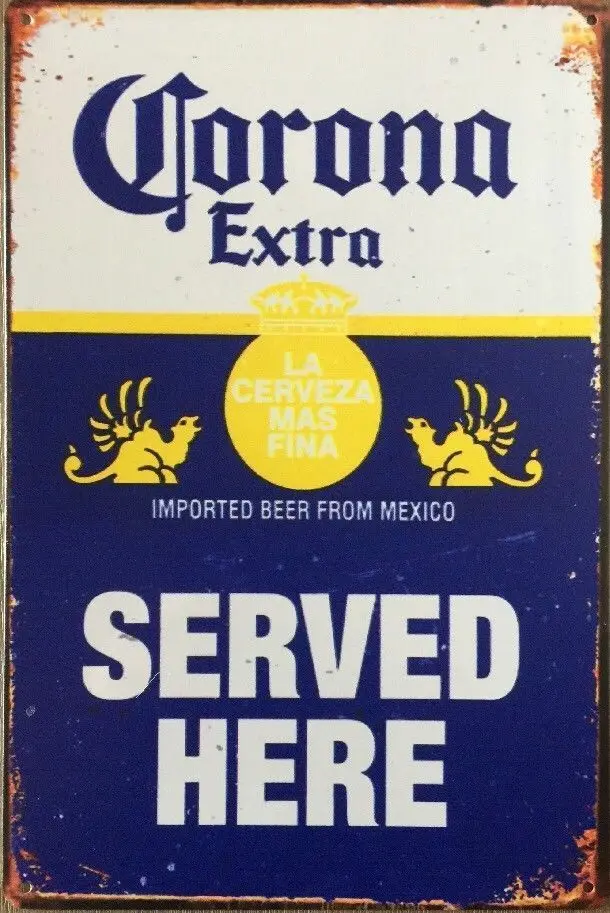 Corona
Extra
LA
CERVEZA
MAS
FINA
IMPORTED BEER FROM MEXICO
SERVED
HERE